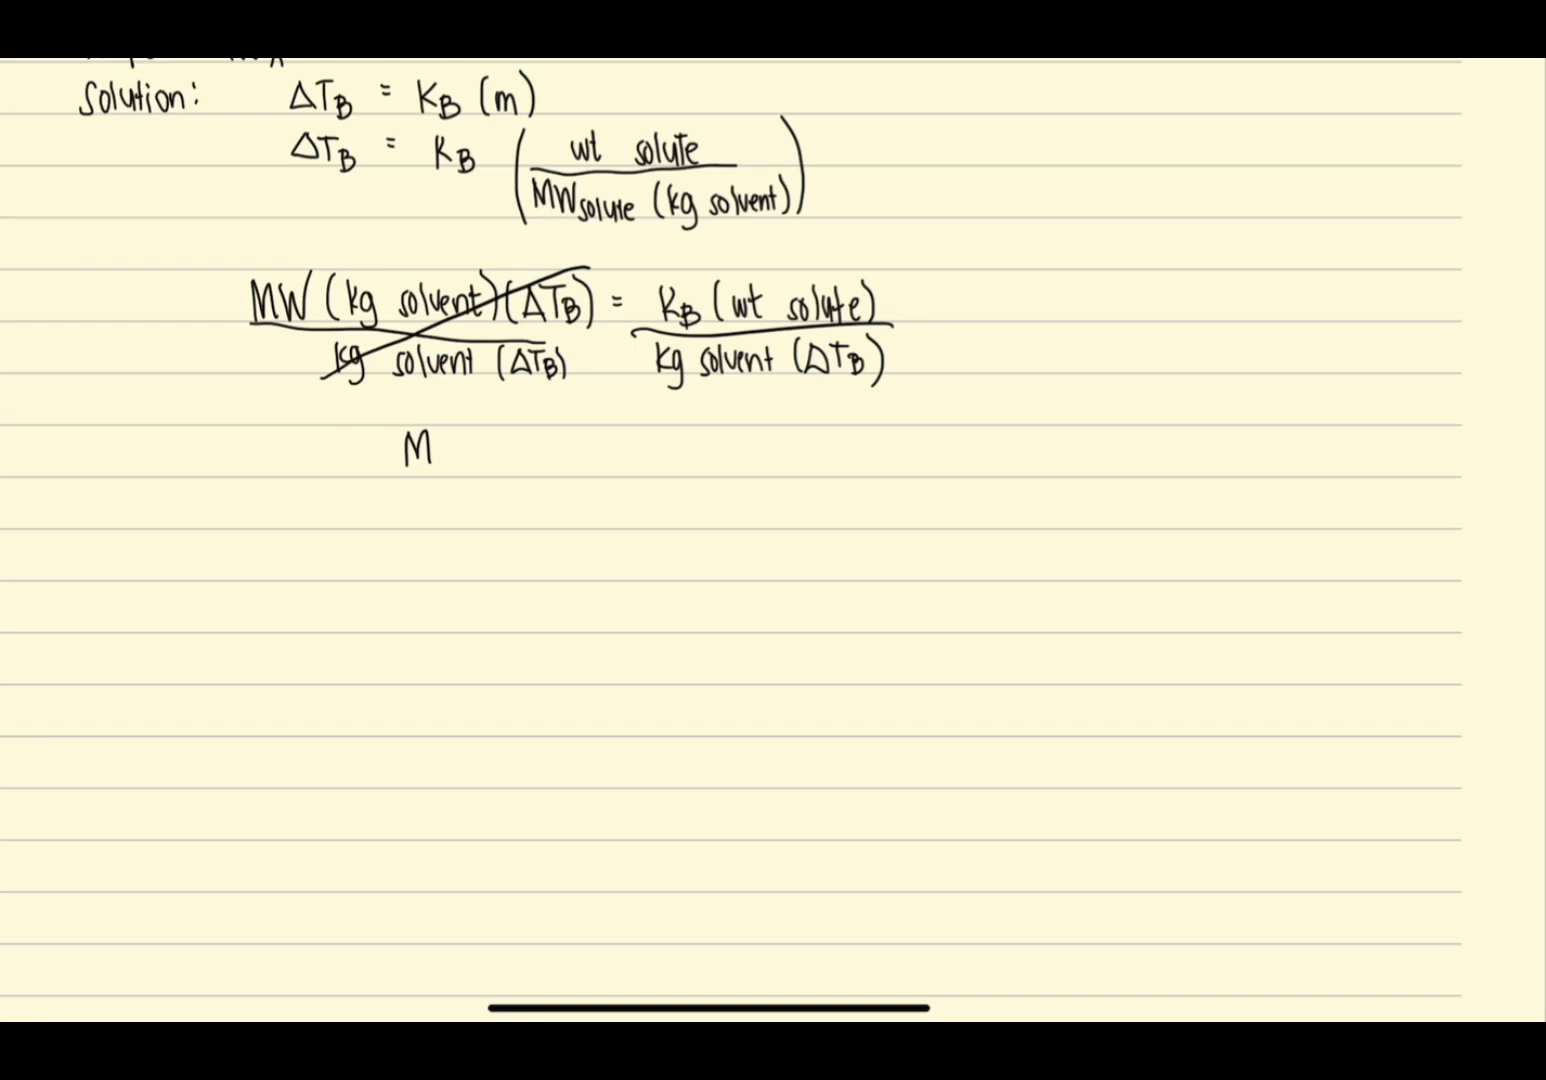 Solution: ΔT_B = K_B (m)
ΔT_B = K_B (wt solute / MW_solute (kg solvent))
MW (kg solvent)(ΔT_B) / kg solvent (ΔT_B) = K_B (wt solute) / kg solvent (ΔT_B)
M